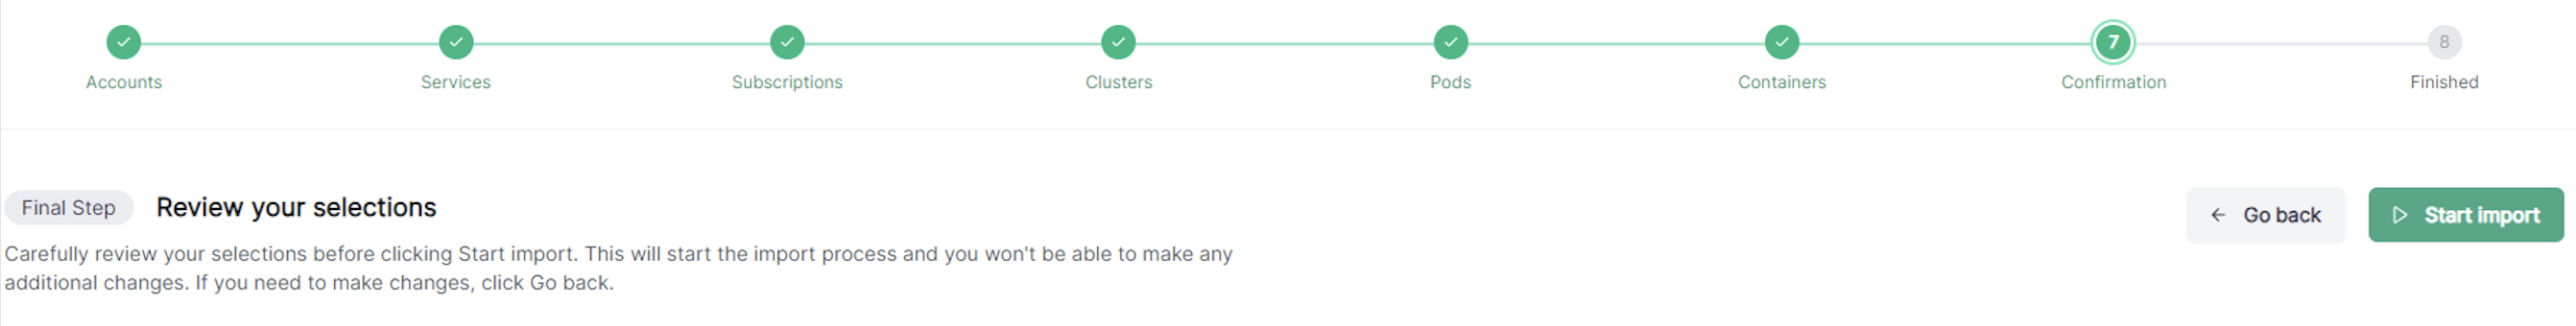 7
8
Accounts
Services
Subscriptions
Clusters
Pods
Containers
Confirmation
Finished
Final Step
Review your selections
Go back
Start import
Carefully review your selections before clicking Start import. This will start the import process and you won't be able to make any
additional changes. If you need to make changes, click Go back.